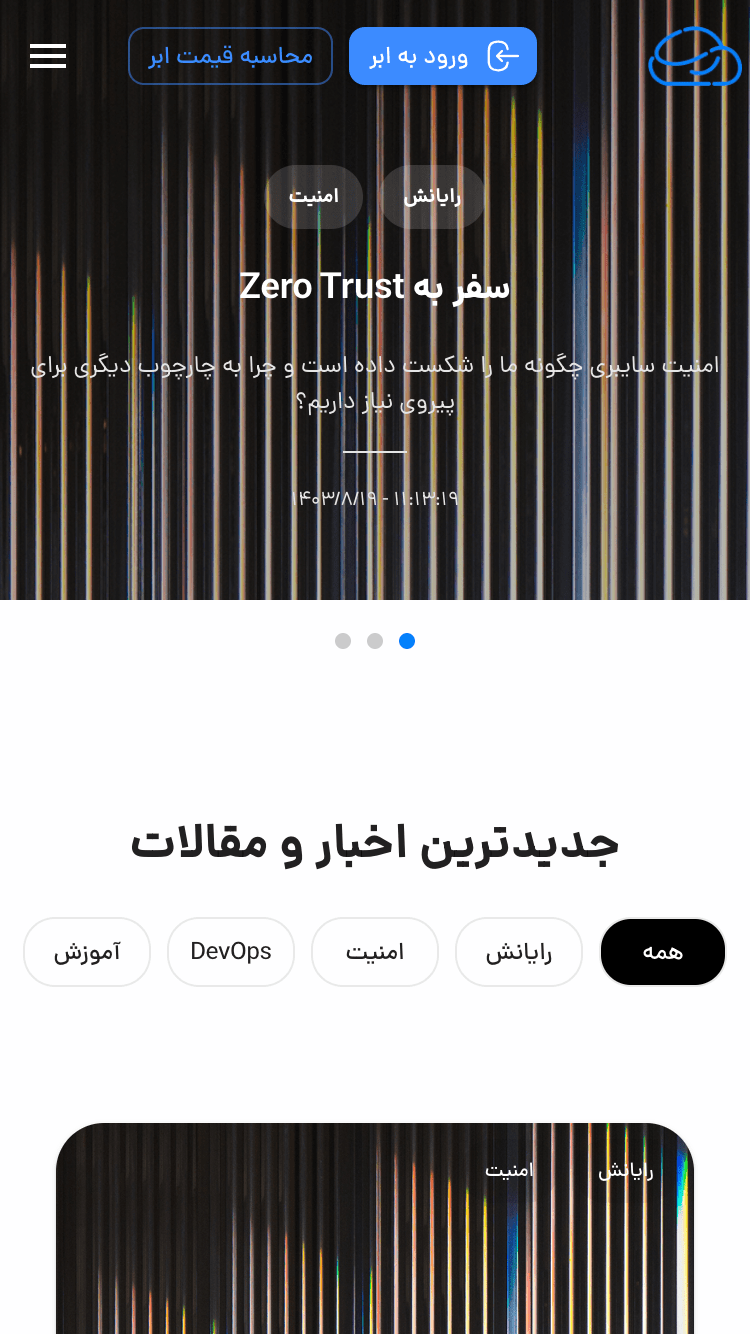 ورود به ابر
محاسبه قیمت ابر
رایانش
امنیت
سفر به Zero Trust
امنیت سایبری چگونه ما را شکست داده است و چرا به چارچوب دیگری برای
پیروی نیاز داریم؟
۱۴۰۳/۸/۱۹ - ۱۱:۱۳:۱۹
جدیدترین اخبار و مقالات
همه
رایانش
امنیت
DevOps
آموزش
رایانش
امنیت